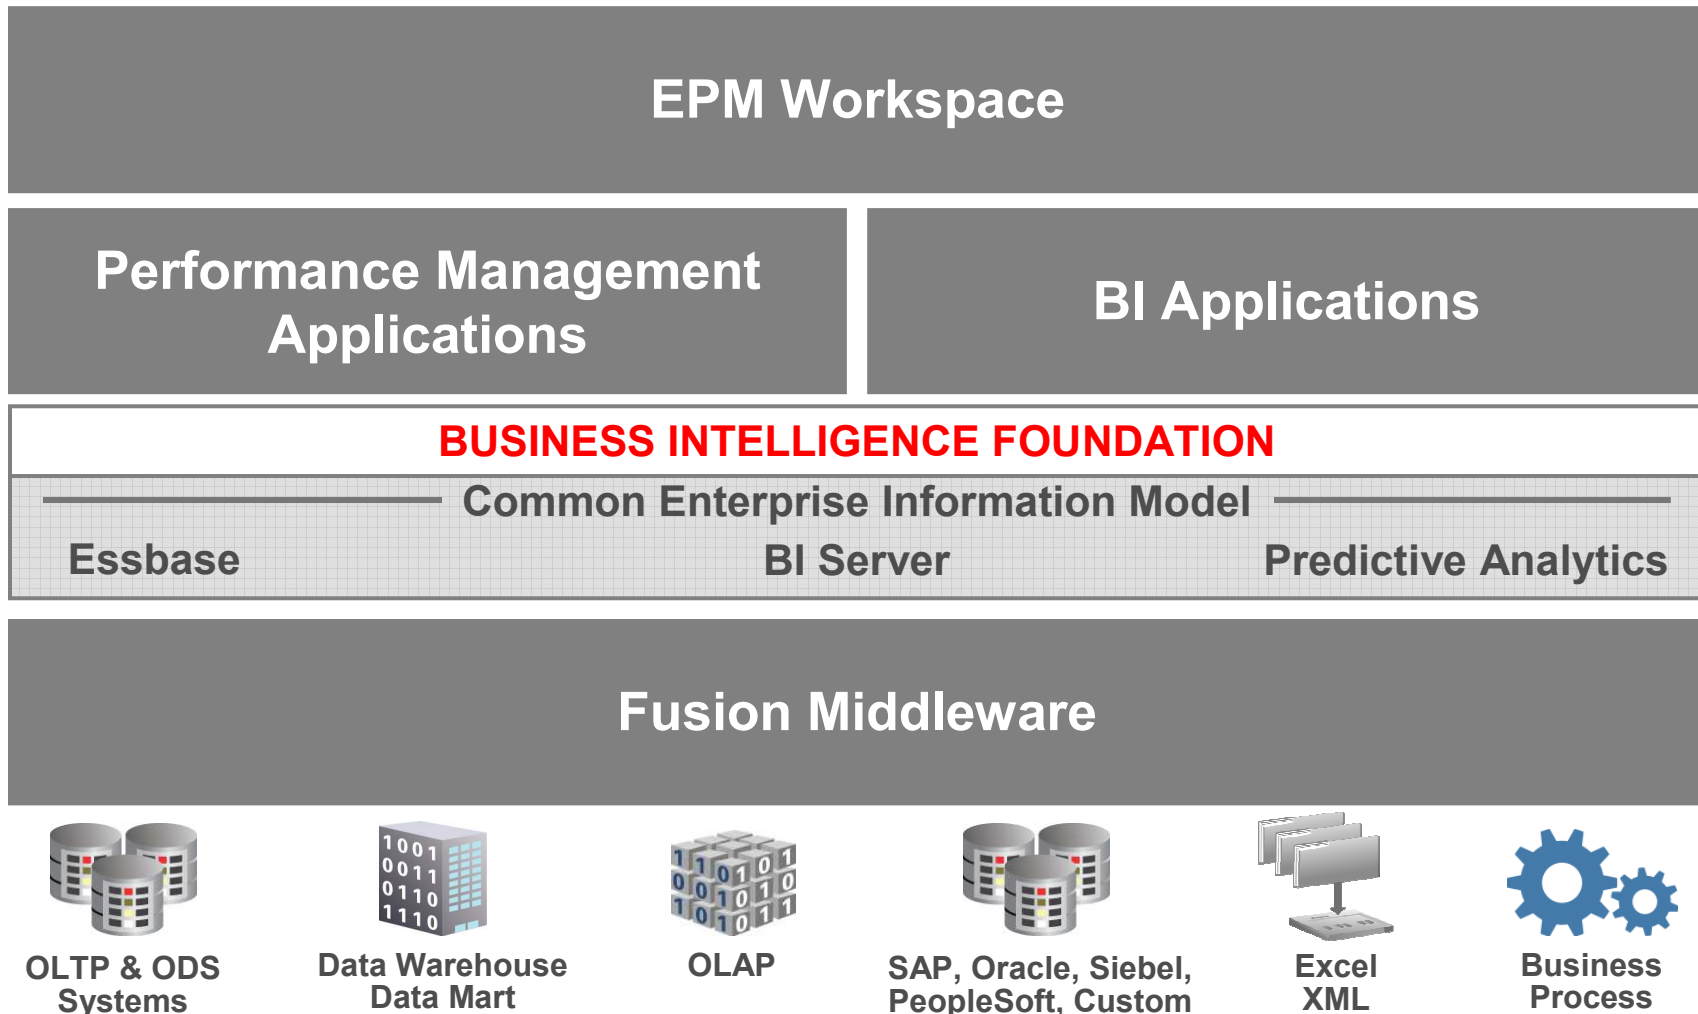 EPM Workspace
Performance Management
Applications
BI Applications
BUSINESS INTELLIGENCE FOUNDATION
Common Enterprise Information Model
Essbase
BI Server
Predictive Analytics
Fusion Middleware
1001
0011
0110
1110
OLTP & ODS
Systems
Data Warehouse
Data Mart
OLAP
SAP, Oracle, Siebel,
PeopleSoft, Custom
Excel
XML
Business
Process